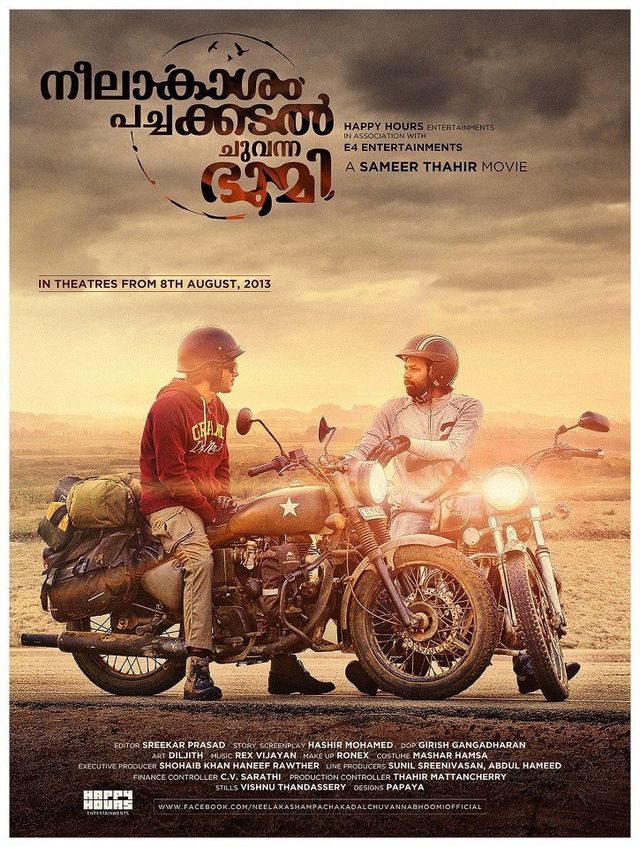 നീലാകാശം
പച്ചക്കടൽ
ചുവന്ന
ഭൂമി
HAPPY HOURS ENTERTAINMENTS
IN ASSOCIATION WITH
E4 ENTERTAINMENTS
A SAMEER THAHIR MOVIE
IN THEATRES FROM 8TH AUGUST, 2013
EDITOR SREEKAR PRASAD STORY, SCREENPLAY HASHIR MOHAMED DOP GIRISH GANGADHARAN
ART DILJITH MUSIC REX VIJAYAN MAKE UP RONEX COSTUME MASHAR HAMSA
EXECUTIVE PRODUCER SHOHAIB KHAN HANEEF RAWTHER LINE PRODUCERS SUNIL SREENIVASAN, ABDUL HAMEED
FINANCE CONTROLLER C.V. SARATHI PRODUCTION CONTROLLER THAHIR MATTANCHERRY
STILLS VISHNU THANDASSERY DESIGNS PAPAYA
HAPPY
HOURS
ENTERTAINMENTS
WWW.FACEBOOK.COM/NEELAKASHAMPACHAKADALCHUVANNABHOOMIOFFICIAL